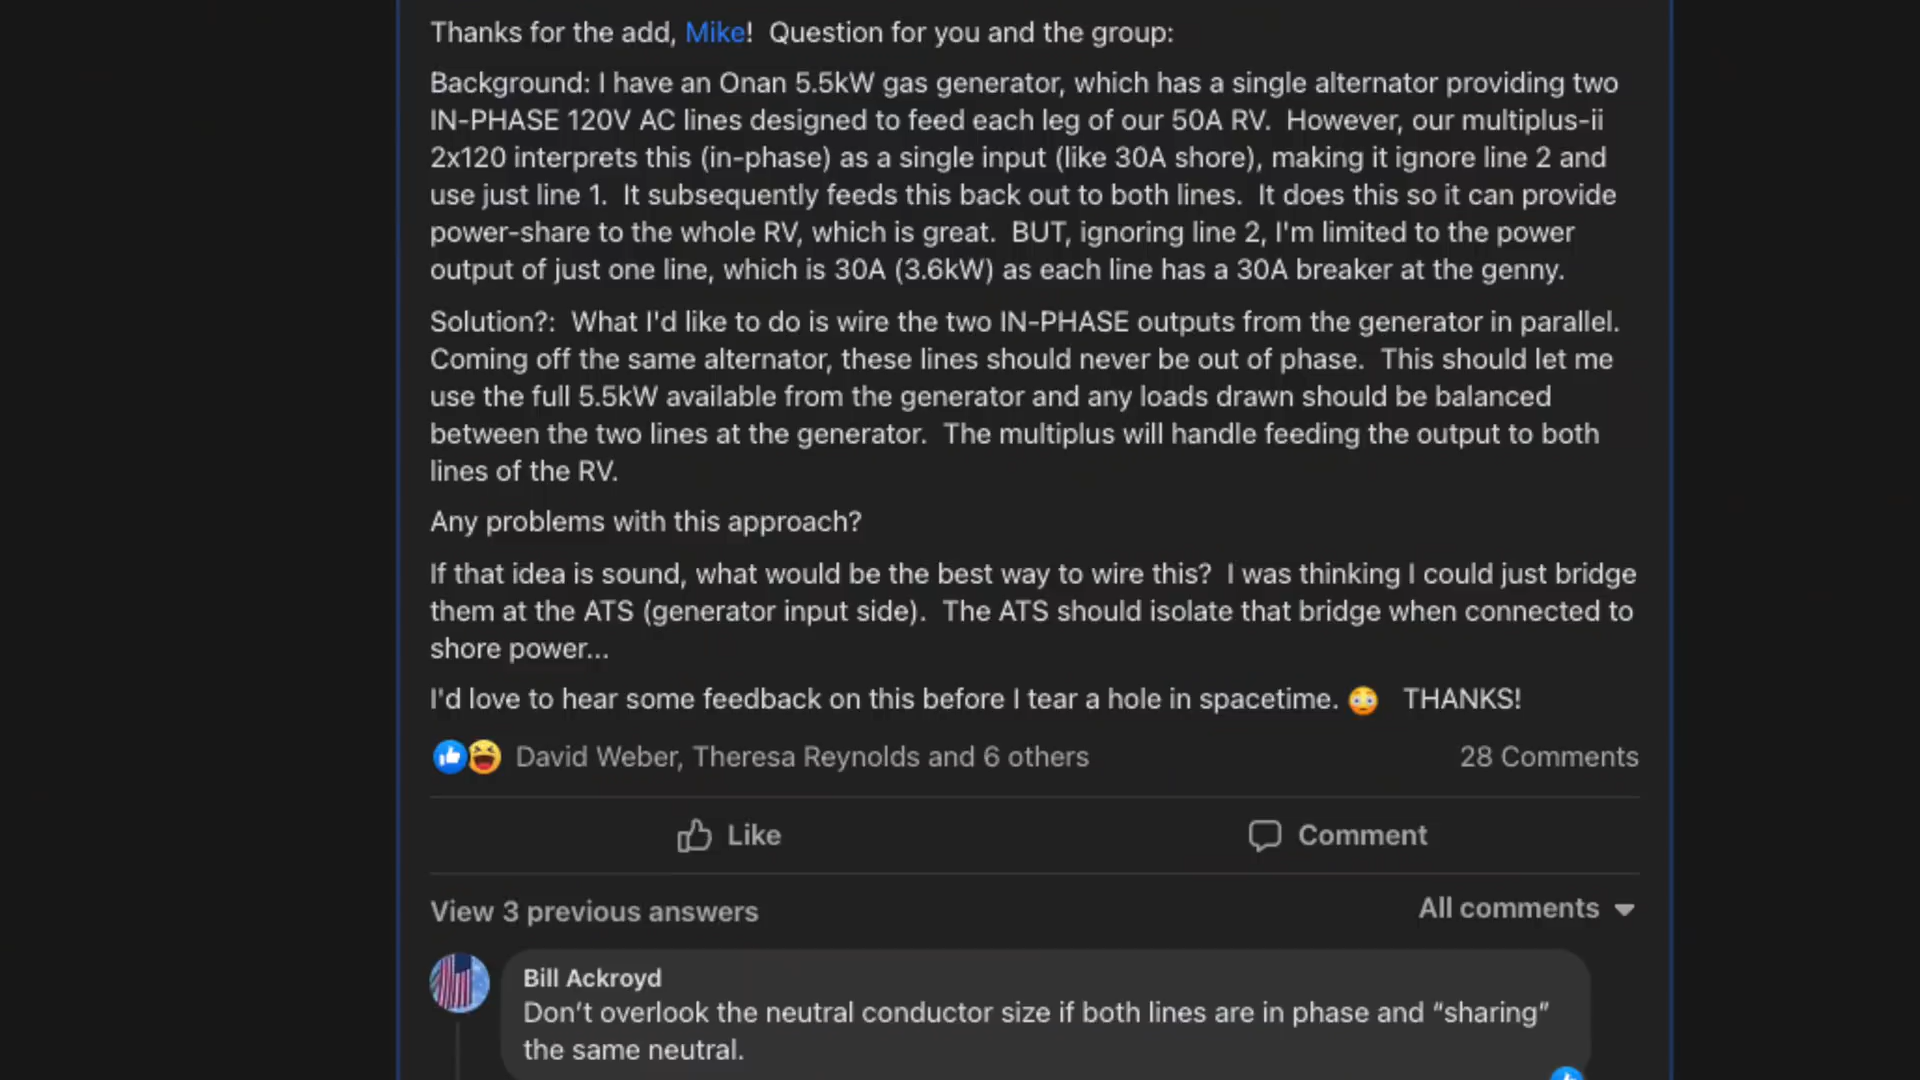 Thanks for the add, Mike!  Question for you and the group:
Background: I have an Onan 5.5kW gas generator, which has a single alternator providing two
IN-PHASE 120V AC lines designed to feed each leg of our 50A RV.  However, our multiplus-ii
2x120 interprets this (in-phase) as a single input (like 30A shore), making it ignore line 2 and
use just line 1.  It subsequently feeds this back out to both lines.  It does this so it can provide
power-share to the whole RV, which is great.  BUT, ignoring line 2, I'm limited to the power
output of just one line, which is 30A (3.6kW) as each line has a 30A breaker at the genny.
Solution?:  What I'd like to do is wire the two IN-PHASE outputs from the generator in parallel.
Coming off the same alternator, these lines should never be out of phase.  This should let me
use the full 5.5kW available from the generator and any loads drawn should be balanced
between the two lines at the generator.  The multiplus will handle feeding the output to both
lines of the RV.
Any problems with this approach?
If that idea is sound, what would be the best way to wire this?  I was thinking I could just bridge
them at the ATS (generator input side).  The ATS should isolate that bridge when connected to
shore power...
I'd love to hear some feedback on this before I tear a hole in spacetime. 😳  THANKS!
David Weber, Theresa Reynolds and 6 others
28 Comments
Like
Comment
View 3 previous answers
All comments
Bill Ackroyd
Don’t overlook the neutral conductor size if both lines are in phase and “sharing”
the same neutral.